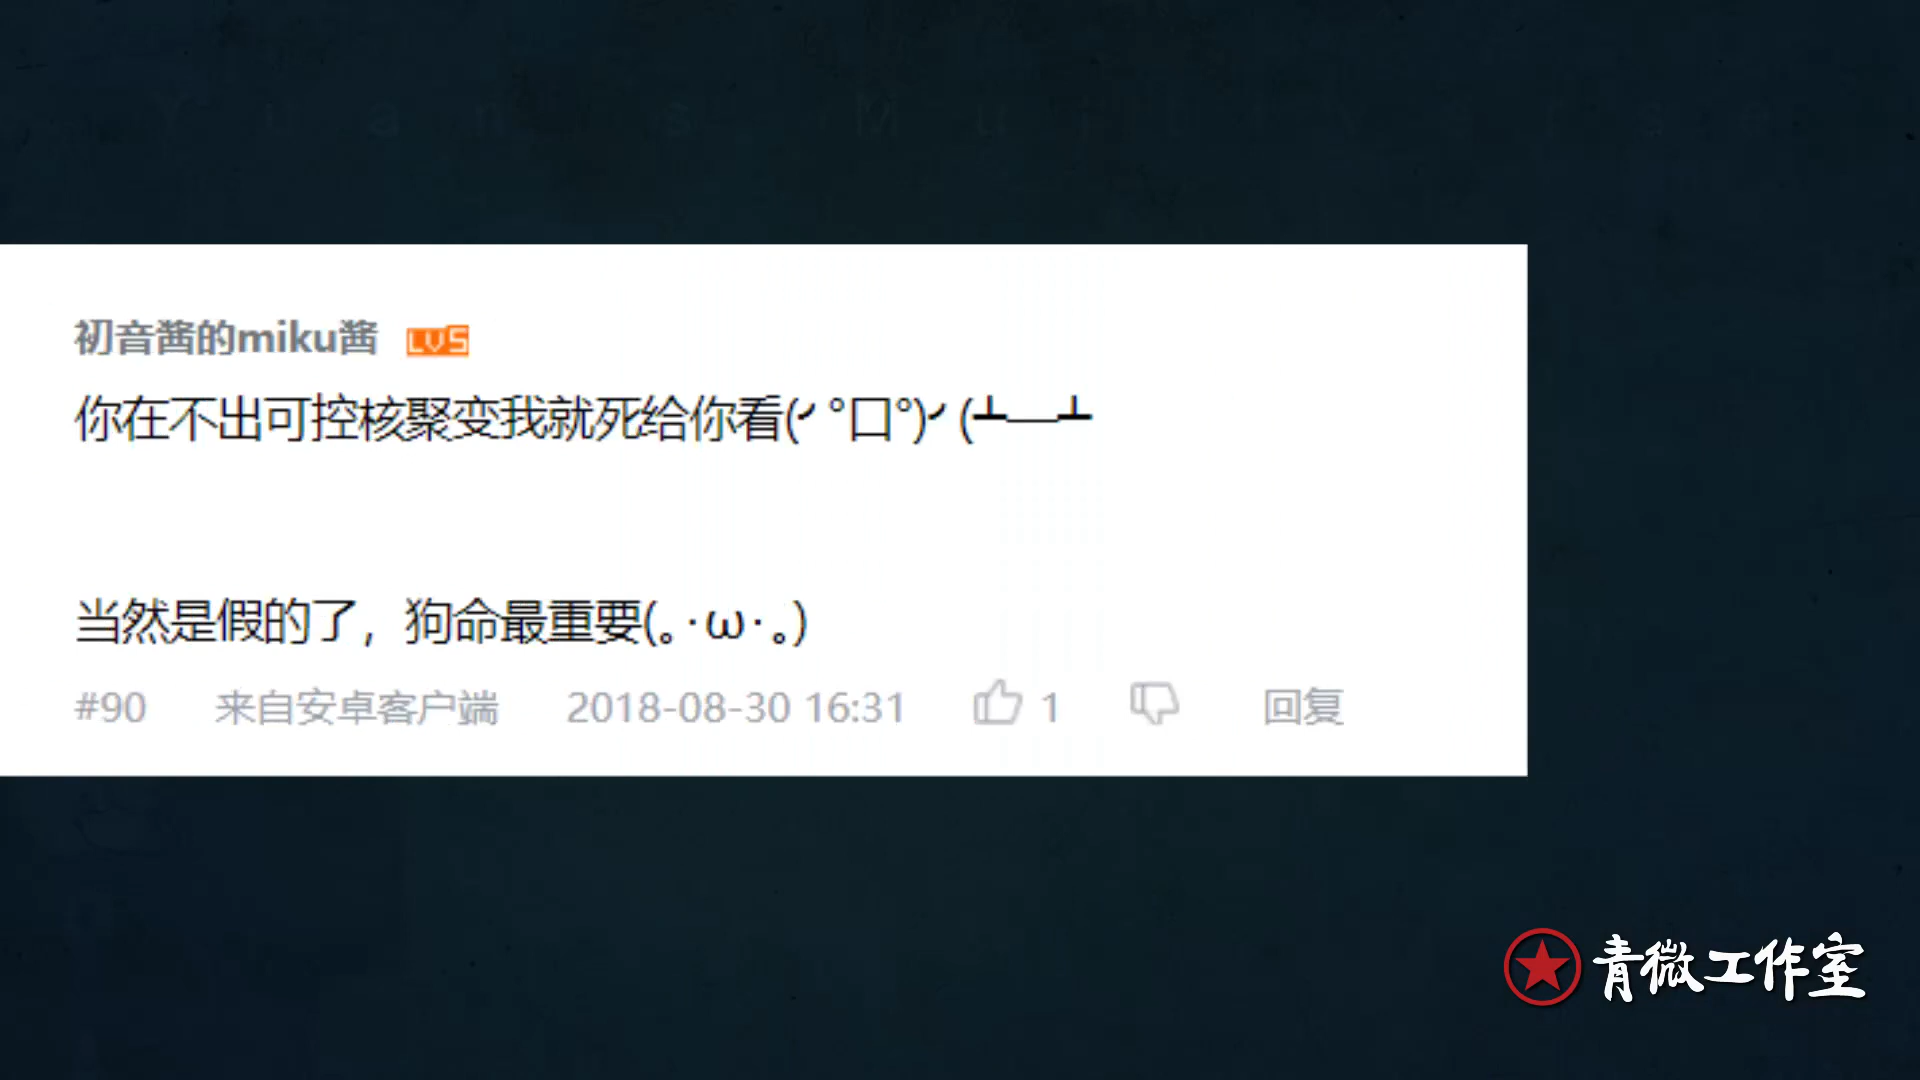 初音酱的miku酱 LV5
你在不出可控核聚变我就死给你看(╯°口°)╯(┴—┴
当然是假的了，狗命最重要(。·ω·。)
#90 来自安卓客户端 2018-08-30 16:31 1 回复
青微工作室